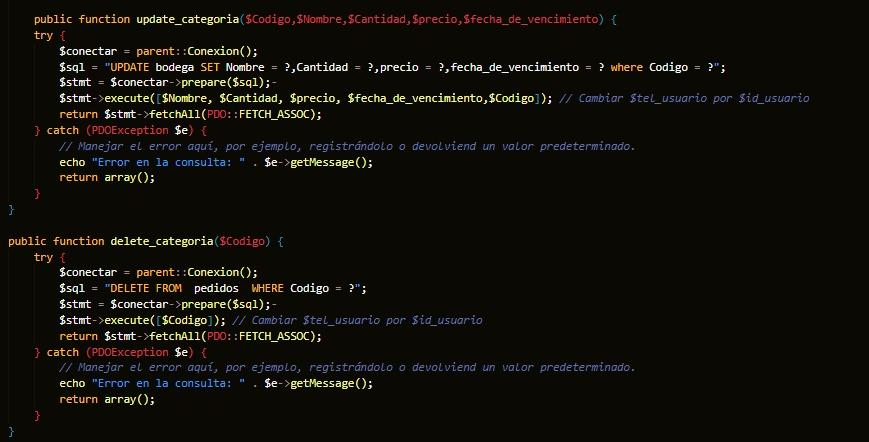 public function update_categoria($Codigo,$Nombre,$Cantidad,$precio,$fecha_de_vencimiento) {
try {
$conectar = parent::Conexion();
$sql = "UPDATE bodega SET Nombre = ?,Cantidad = ?,precio = ?,fecha_de_vencimiento = ? where Codigo = ?";
$stmt = $conectar->prepare($sql);-
$stmt->execute([$Nombre, $Cantidad, $precio, $fecha_de_vencimiento,$Codigo]); // Cambiar $tel_usuario por $id_usuario
return $stmt->fetchAll(PDO::FETCH_ASSOC);
} catch (PDOException $e) {
// Manejar el error aquí, por ejemplo, registrándolo o devolviend un valor predeterminado.
echo "Error en la consulta: " . $e->getMessage();
return array();
}
}
public function delete_categoria($Codigo) {
try {
$conectar = parent::Conexion();
$sql = "DELETE FROM  pedidos  WHERE Codigo = ?";
$stmt = $conectar->prepare($sql);-
$stmt->execute([$Codigo]); // Cambiar $tel_usuario por $id_usuario
return $stmt->fetchAll(PDO::FETCH_ASSOC);
} catch (PDOException $e) {
// Manejar el error aquí, por ejemplo, registrándolo o devolviend un valor predeterminado.
echo "Error en la consulta: " . $e->getMessage();
return array();
}
}